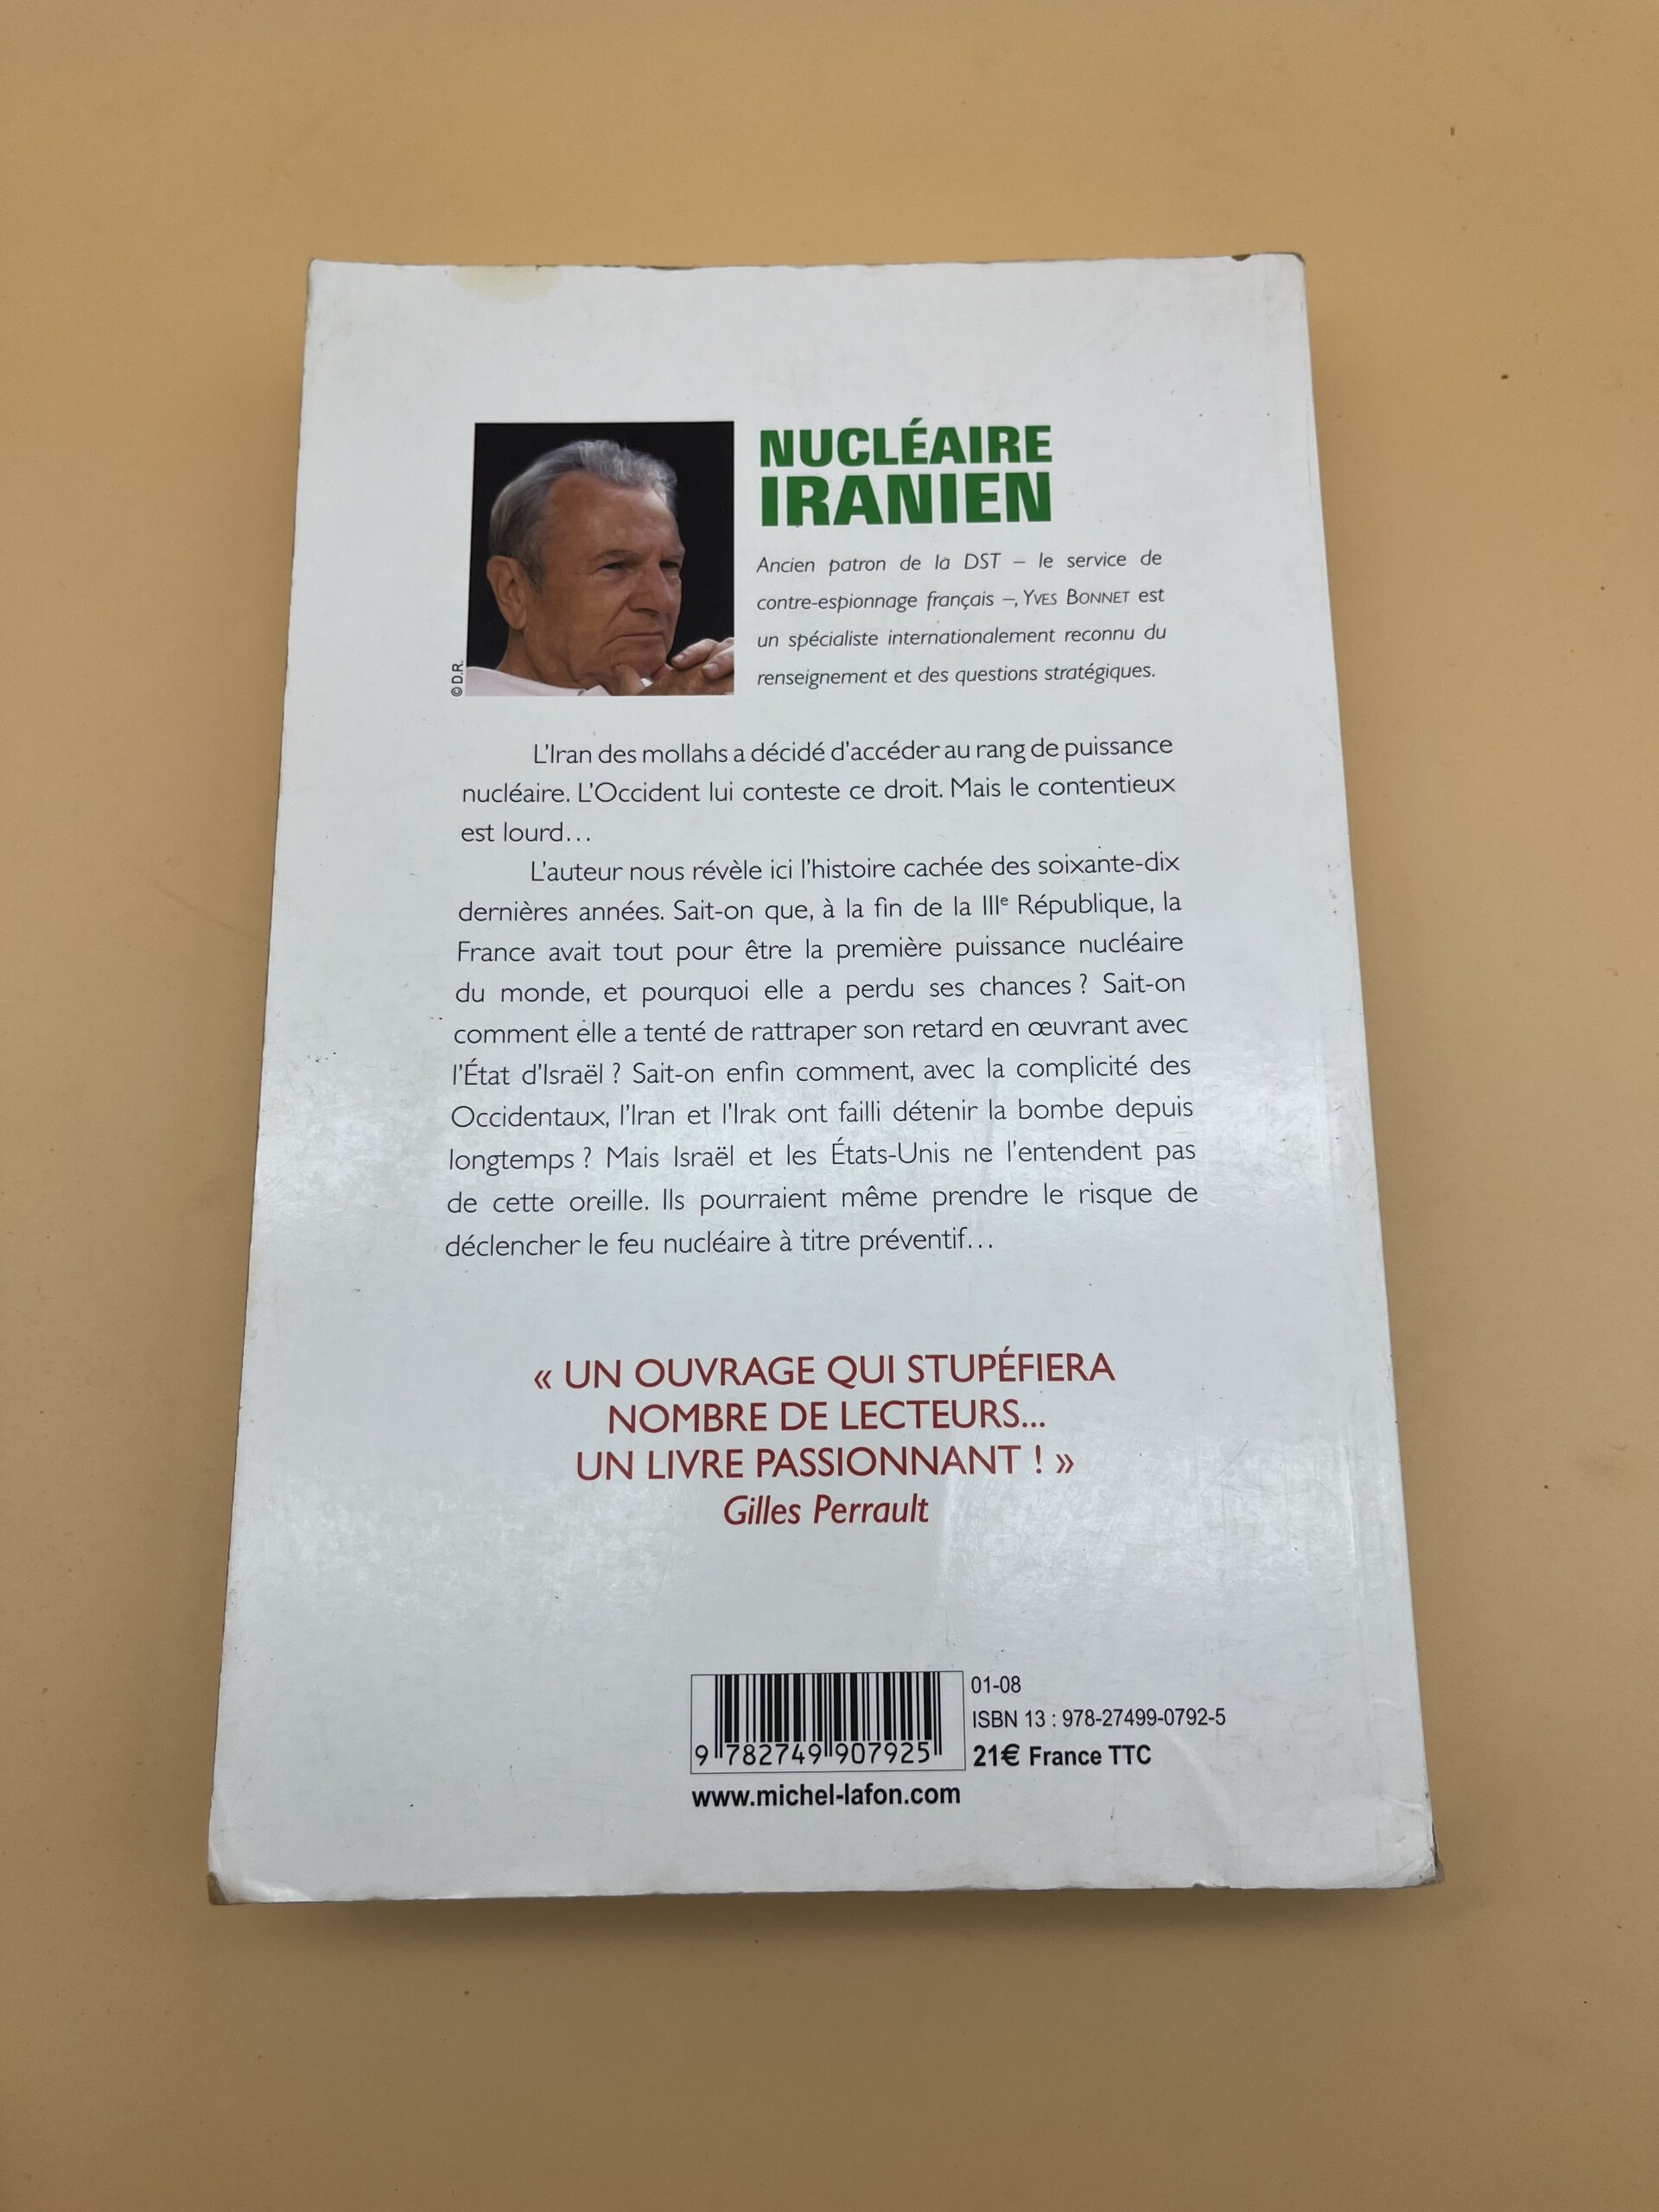 NUCLÉAIRE
IRANIEN
Ancien patron de la DST – le service de
contre-espionnage français –, YVES BONNET est
un spécialiste internationalement reconnu du
renseignement et des questions stratégiques.
© D.R.
L'Iran des mollahs a décidé d'accéder au rang de puissance
nucléaire. L'Occident lui conteste ce droit. Mais le contentieux
est lourd…
L'auteur nous révèle ici l'histoire cachée des soixante-dix
dernières années. Sait-on que, à la fin de la IIIe République, la
France avait tout pour être la première puissance nucléaire
du monde, et pourquoi elle a perdu ses chances ? Sait-on
comment elle a tenté de rattraper son retard en œuvrant avec
l'État d'Israël ? Sait-on enfin comment, avec la complicité des
Occidentaux, l'Iran et l'Irak ont failli détenir la bombe depuis
longtemps ? Mais Israël et les États-Unis ne l'entendent pas
de cette oreille. Ils pourraient même prendre le risque de
déclencher le feu nucléaire à titre préventif…
« UN OUVRAGE QUI STUPÉFIERA
NOMBRE DE LECTEURS...
UN LIVRE PASSIONNANT ! »
Gilles Perrault
01-08
ISBN 13 : 978-27499-0792-5
21€ France TTC
9 782749 907925
www.michel-lafon.com